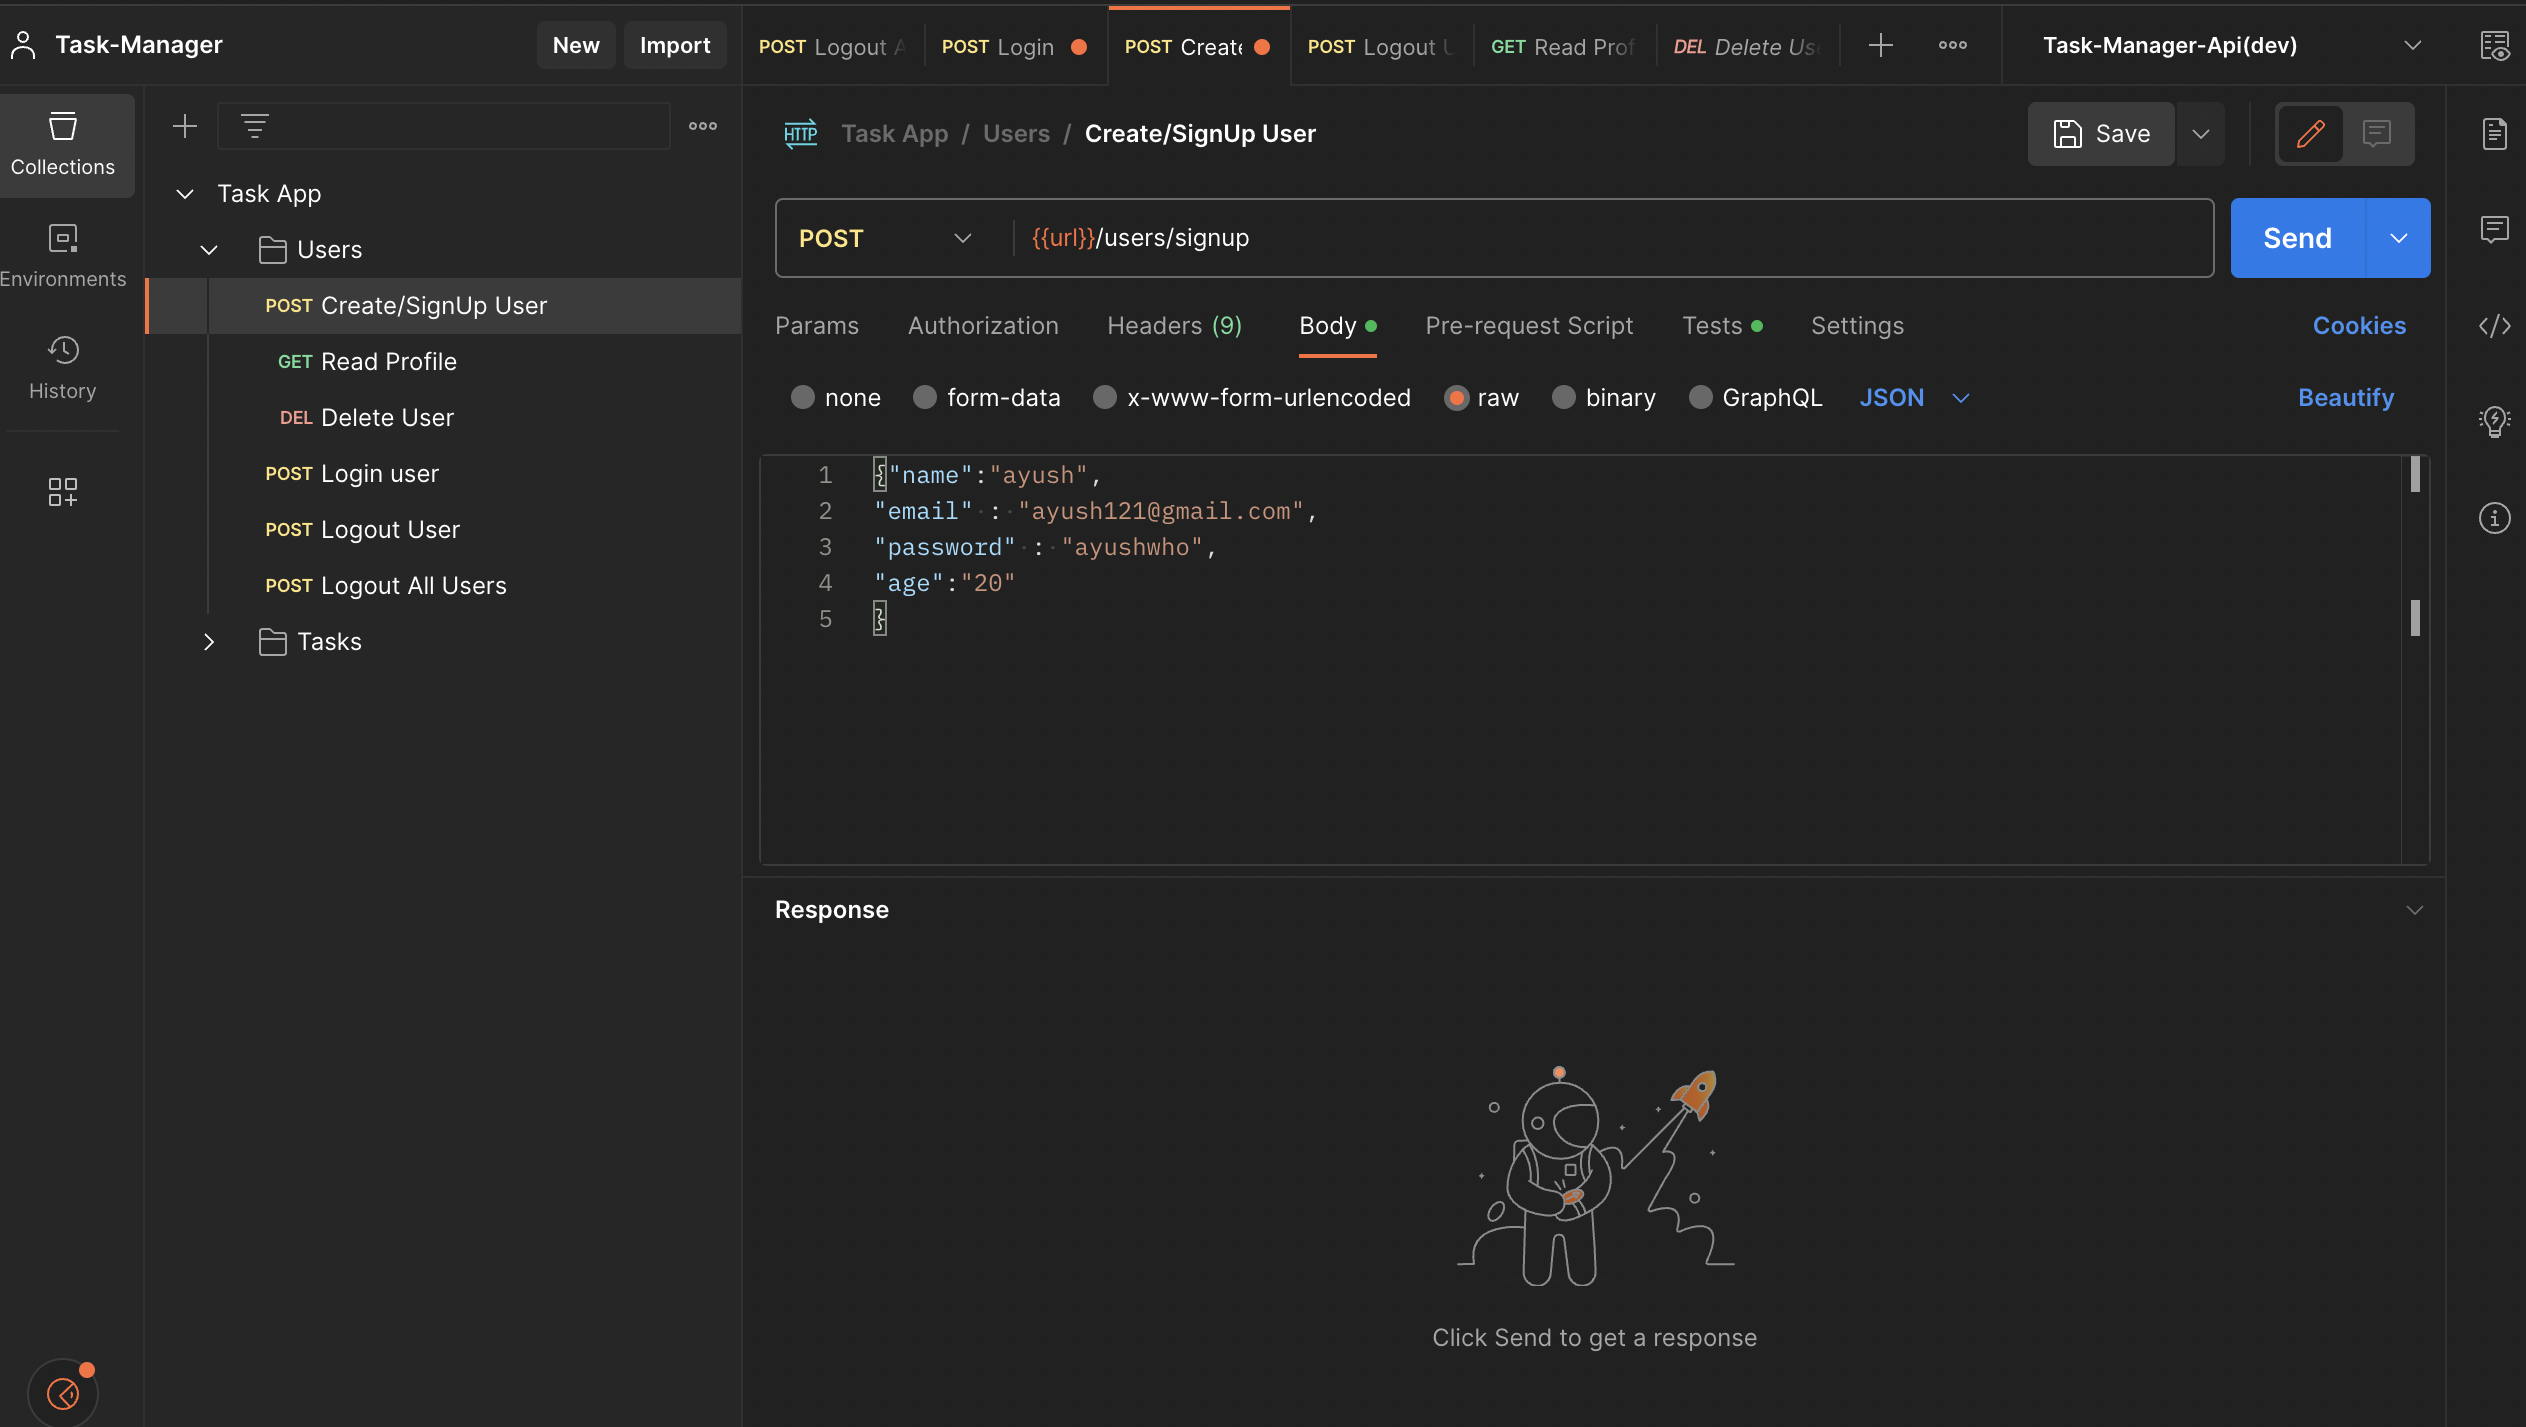 Task-Manager
New
Import
POST Logout A
POST Login
POST Create
POST Logout U
GET Read Prof
DEL Delete Use
Task-Manager-Api(dev)
Collections
Environments
History
Task App
Users
POST Create/SignUp User
GET Read Profile
DEL Delete User
POST Login user
POST Logout User
POST Logout All Users
Tasks
HTTP Task App / Users / Create/SignUp User
Save
POST {{url}}/users/signup
Send
Params Authorization Headers (9) Body Pre-request Script Tests Settings Cookies
none form-data x-www-form-urlencoded raw binary GraphQL JSON Beautify
1 {"name":"ayush",
2 "email" : "ayush121@gmail.com",
3 "password" : "ayushwho",
4 "age":"20"
5 }
Response
Click Send to get a response